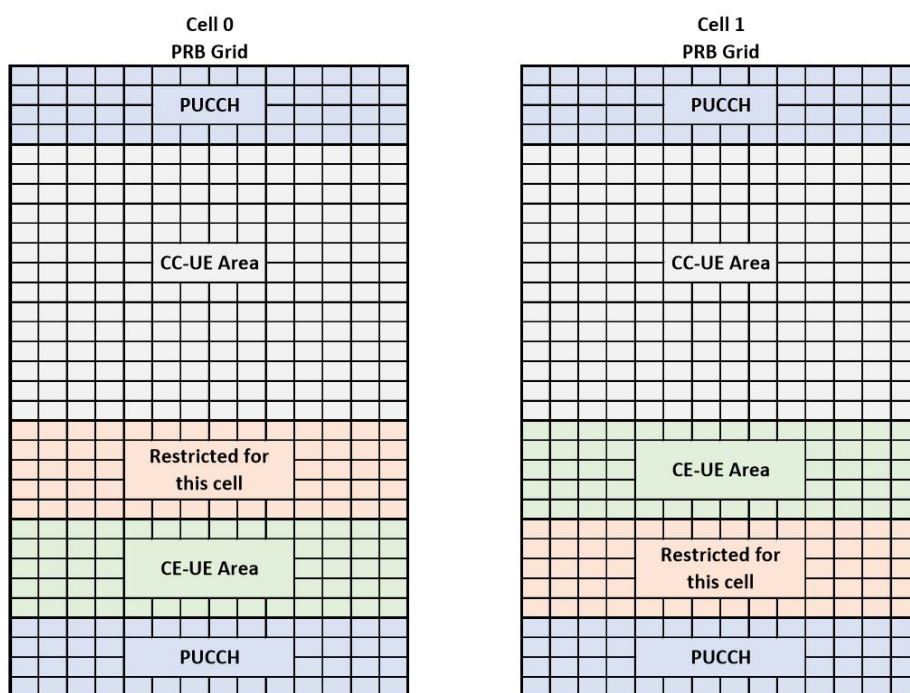 Cell 0
PRB Grid
PUCCH
CC-UE Area
Restricted for
this cell
CE-UE Area
PUCCH
Cell 1
PRB Grid
PUCCH
CC-UE Area
CE-UE Area
Restricted for
this cell
PUCCH